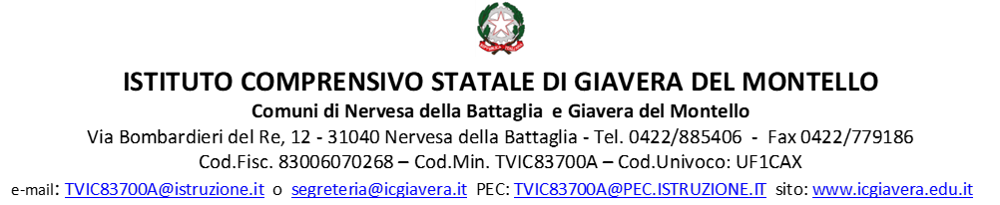 ISTITUTO COMPRENSIVO STATALE DI GIAVERA DEL MONTELLO
Comuni di Nervesa della Battaglia e Giavera del Montello
Via Bombardieri del Re, 12 - 31040 Nervesa della Battaglia - Tel. 0422/885406 - Fax 0422/779186
Cod.Fisc. 83006070268 – Cod.Min. TVIC83700A – Cod.Univoco: UF1CAX
e-mail: TVIC83700A@istruzione.it o segreteria@icgiavera.it PEC: TVIC83700A@PEC.ISTRUZIONE.IT sito: www.icgiavera.edu.it